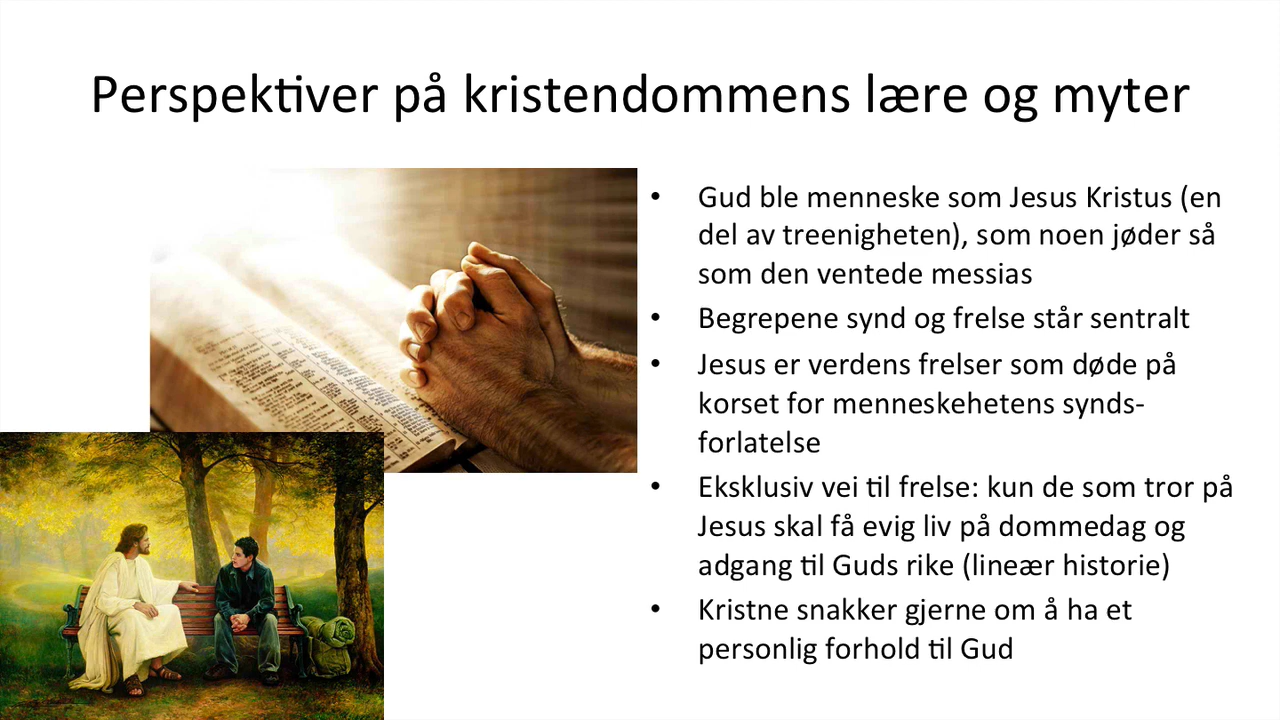 Perspektiver på kristendommens lære og myter
• Gud ble menneske som Jesus Kristus (en
del av treenigheten), som noen jøder så
som den ventede messias
• Begrepene synd og frelse står sentralt
• Jesus er verdens frelser som døde på
korset for menneskehetens synds-
forlatelse
• Eksklusiv vei til frelse: kun de som tror på
Jesus skal få evig liv på dommedag og
adgang til Guds rike (lineær historie)
• Kristne snakker gjerne om å ha et
personlig forhold til Gud